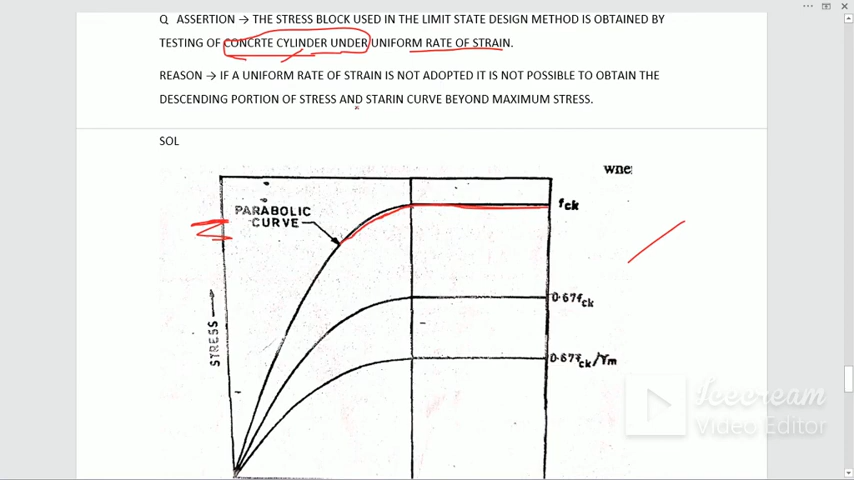 Q ASSERTION → THE STRESS BLOCK USED IN THE LIMIT STATE DESIGN METHOD IS OBTAINED BY
TESTING OF CONCRTE CYLINDER UNDER UNIFORM RATE OF STRAIN.
REASON → IF A UNIFORM RATE OF STRAIN IS NOT ADOPTED IT IS NOT POSSIBLE TO OBTAIN THE
DESCENDING PORTION OF STRESS AND STARIN CURVE BEYOND MAXIMUM STRESS.
SOL
wne
PARABOLIC
CURVE
fck
0.67fck
STRESS →
0.67fck/γm
Icecream
Video Editor